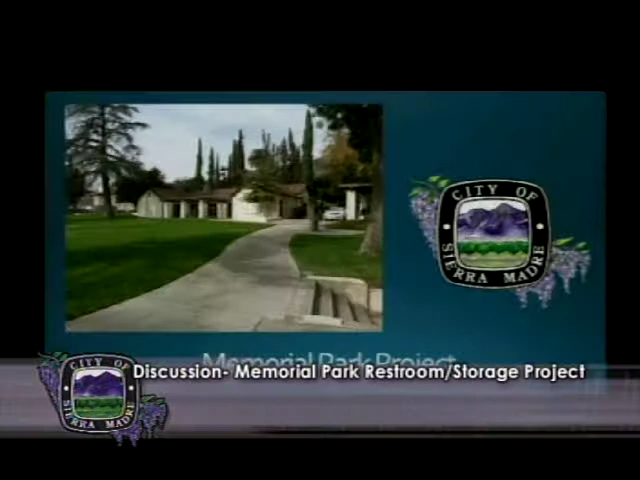 CITY OF
SIERRA MADRE
Memorial Park Project
Discussion- Memorial Park Restroom/Storage Project
CITY OF
SIERRA MADRE